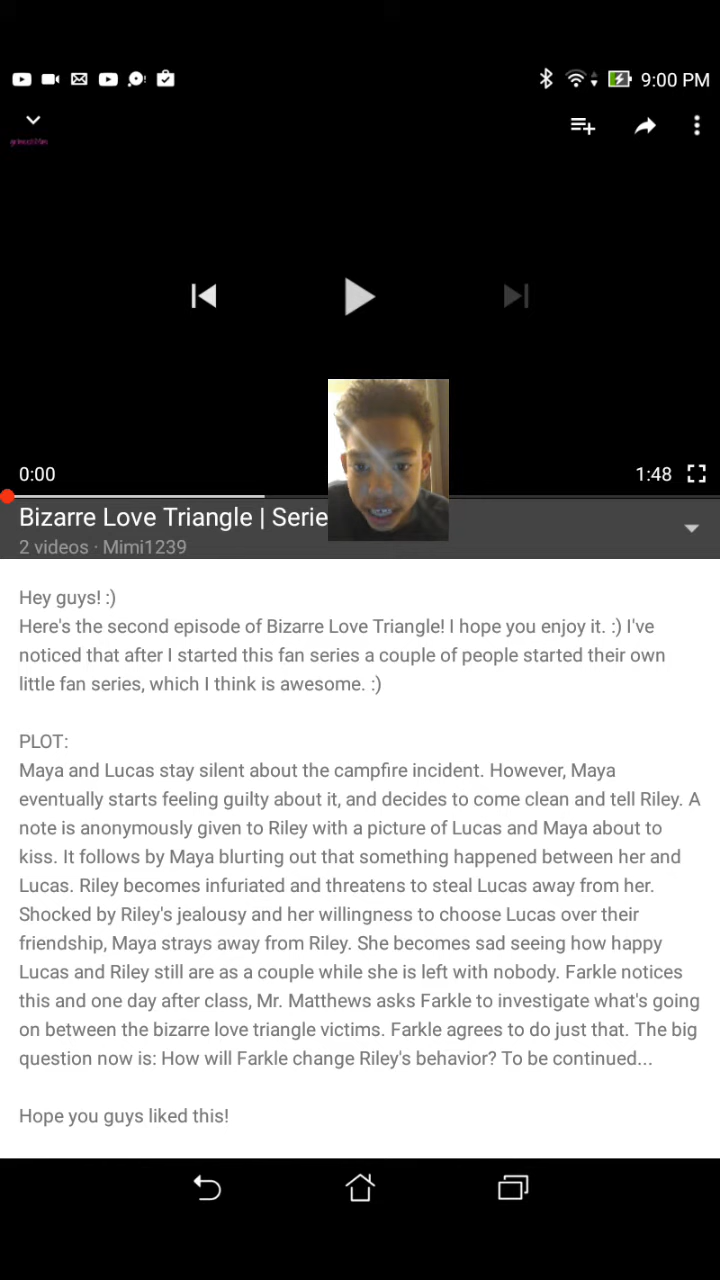 9:00 PM
0:00
1:48
Bizarre Love Triangle | Serie
2 videos · Mimi1239
Hey guys! :)
Here's the second episode of Bizarre Love Triangle! I hope you enjoy it. :) I've
noticed that after I started this fan series a couple of people started their own
little fan series, which I think is awesome. :)
PLOT:
Maya and Lucas stay silent about the campfire incident. However, Maya
eventually starts feeling guilty about it, and decides to come clean and tell Riley. A
note is anonymously given to Riley with a picture of Lucas and Maya about to
kiss. It follows by Maya blurting out that something happened between her and
Lucas. Riley becomes infuriated and threatens to steal Lucas away from her.
Shocked by Riley's jealousy and her willingness to choose Lucas over their
friendship, Maya strays away from Riley. She becomes sad seeing how happy
Lucas and Riley still are as a couple while she is left with nobody. Farkle notices
this and one day after class, Mr. Matthews asks Farkle to investigate what's going
on between the bizarre love triangle victims. Farkle agrees to do just that. The big
question now is: How will Farkle change Riley's behavior? To be continued...
Hope you guys liked this!